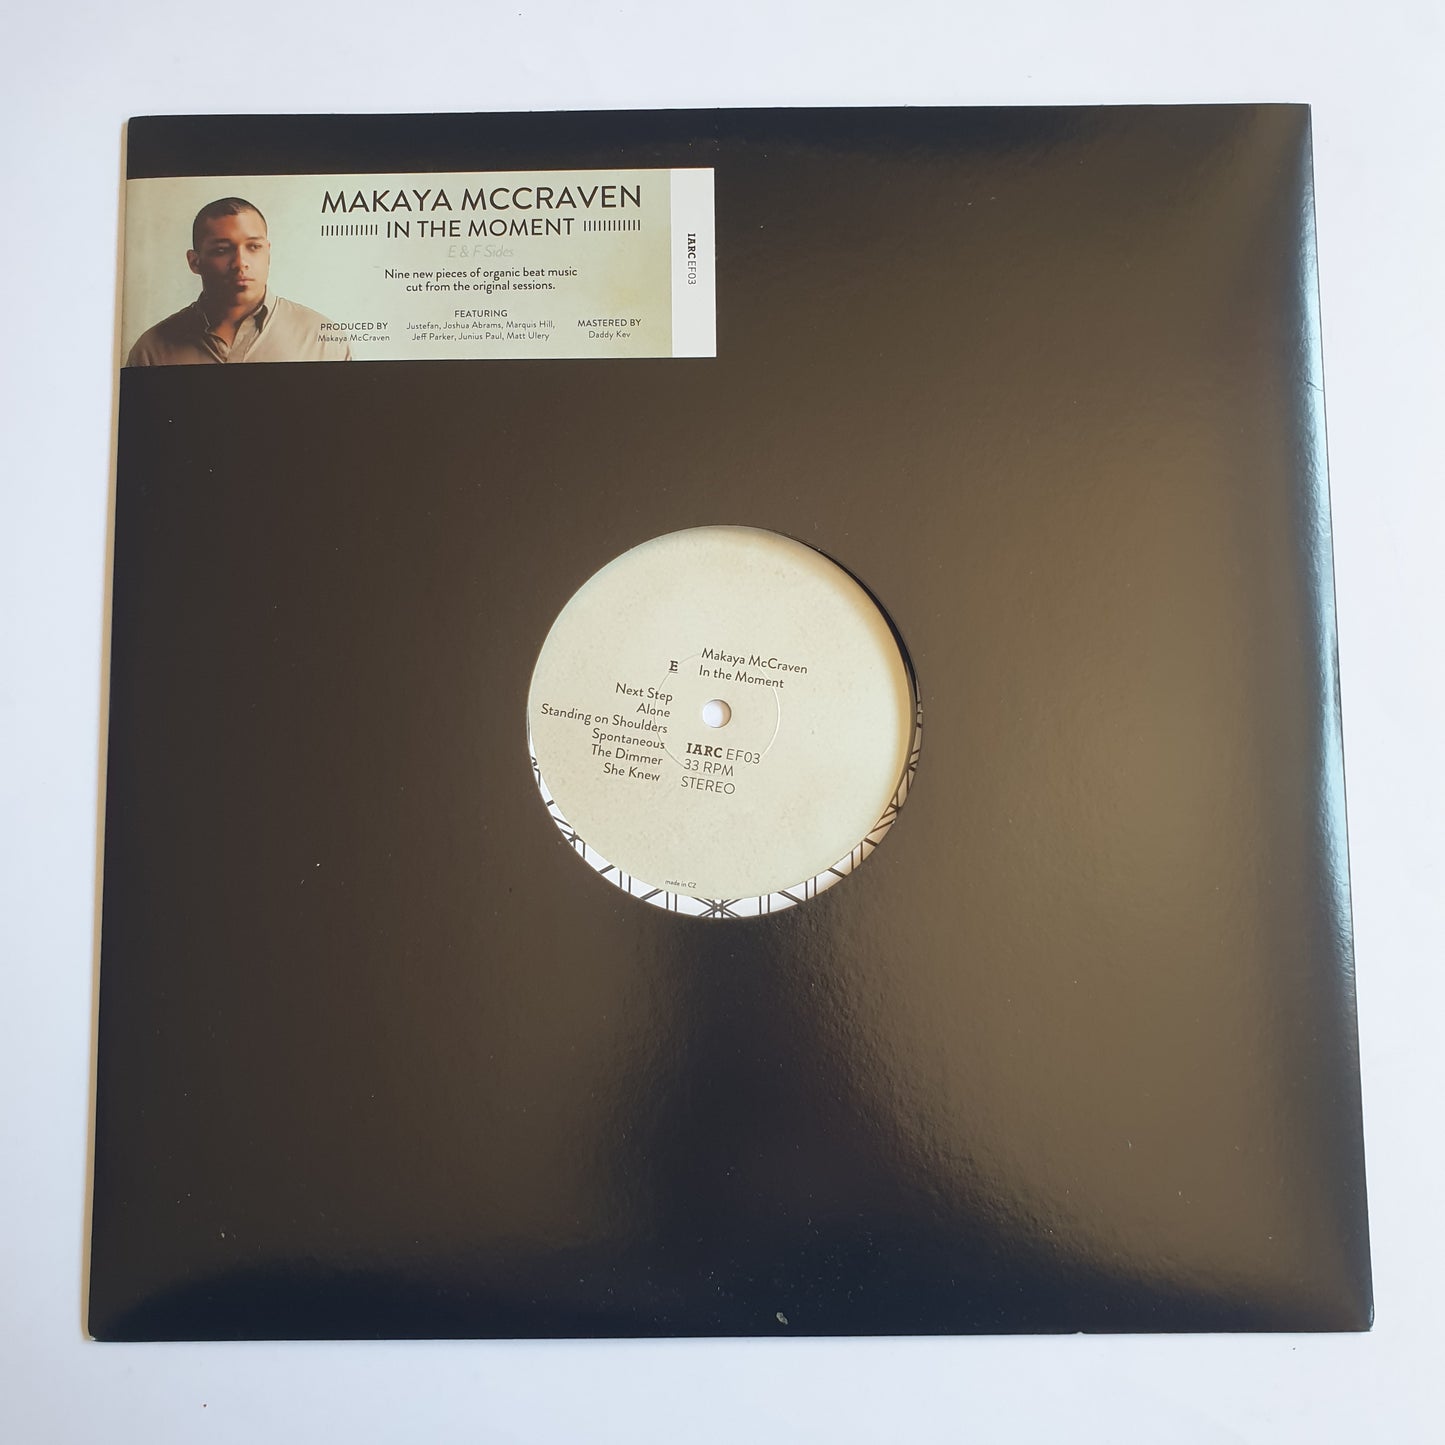 MAKAYA MCCRAVEN
IN THE MOMENT
E & F Sides
Nine new pieces of organic beat music
cut from the original sessions.
PRODUCED BY
Makaya McCraven
FEATURING
Justefan, Joshua Abrams, Marquis Hill,
Jeff Parker, Junius Paul, Matt Ulery
MASTERED BY
Daddy Kev
IARC EF03
E
Makaya McCraven
In the Moment
Next Step
Alone
Standing on Shoulders
Spontaneous
The Dimmer
She Knew
IARC EF03
33 RPM
STEREO
made in CZ